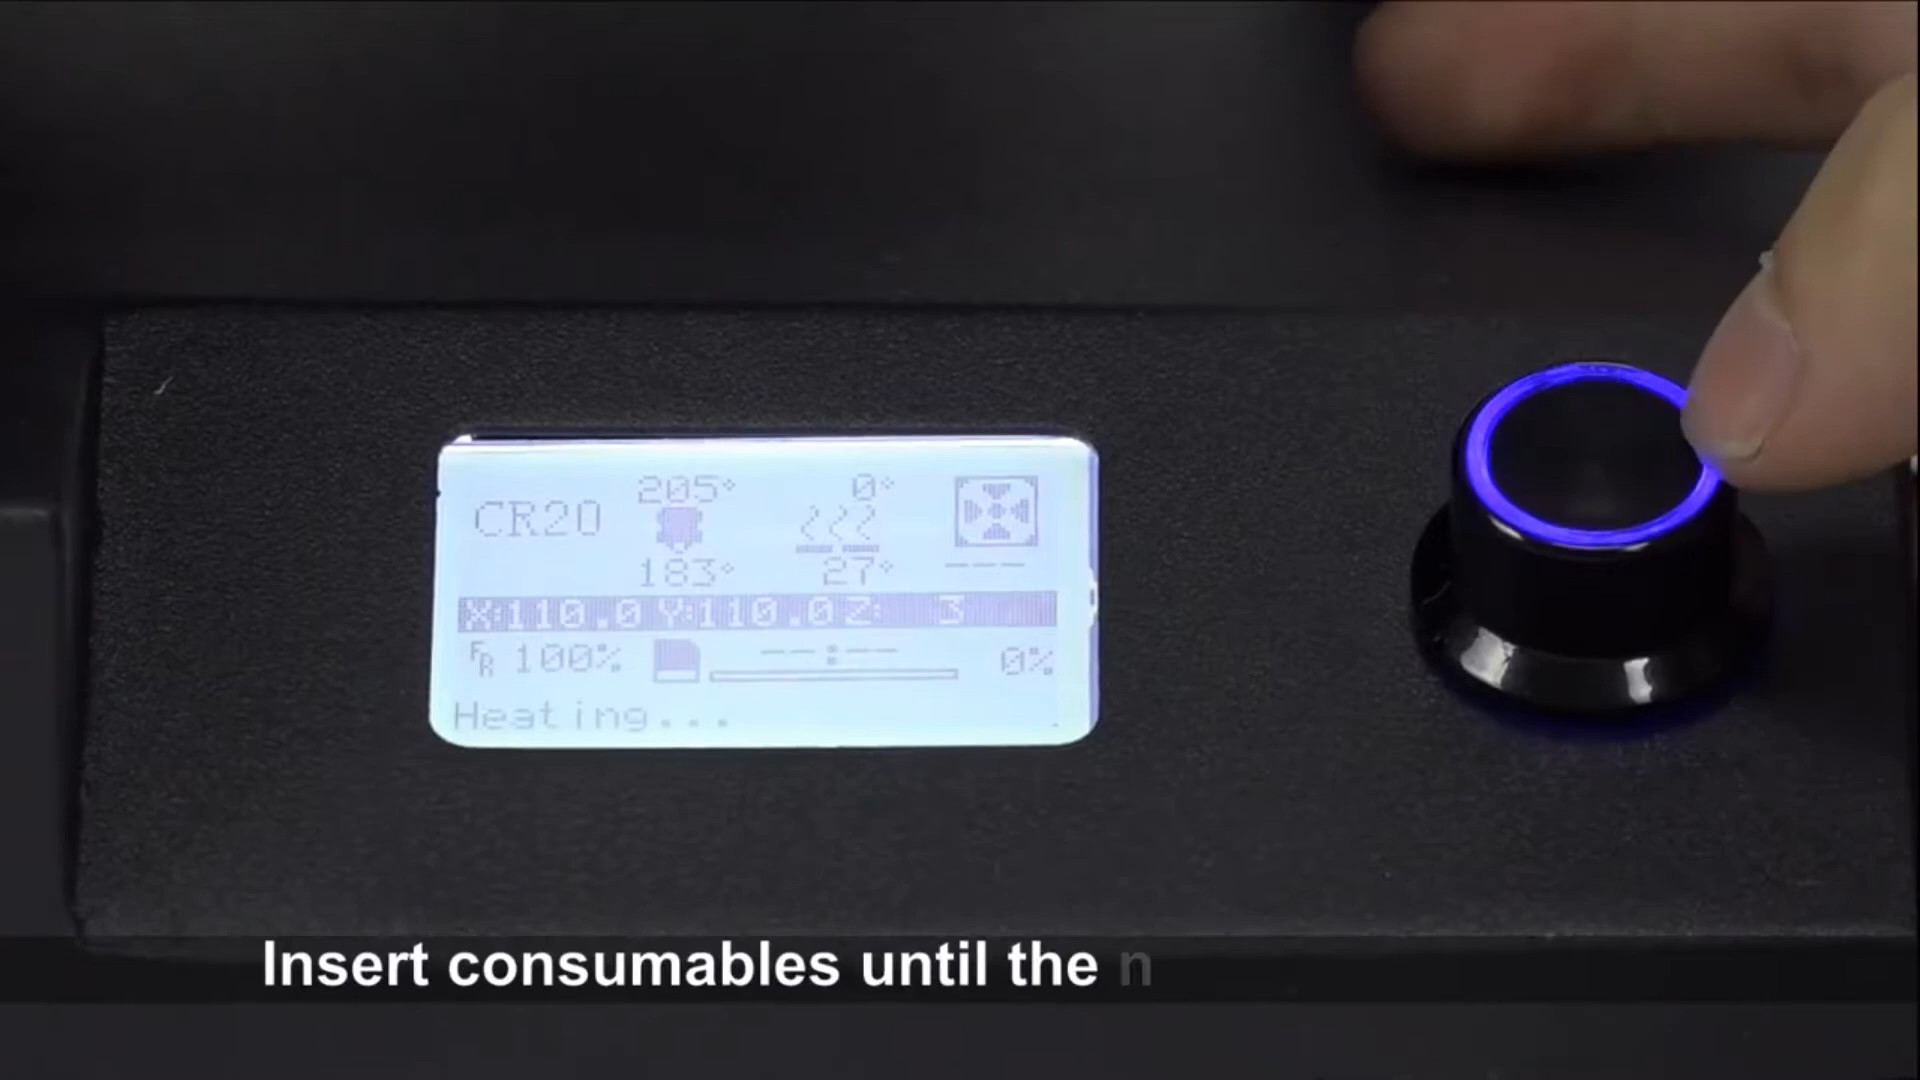 205° 0°
CR20
183° 27° ---
X:110.0 Y:110.0 Z: 3
FR 100% --:-- 0%
Heating...
Insert consumables until the n